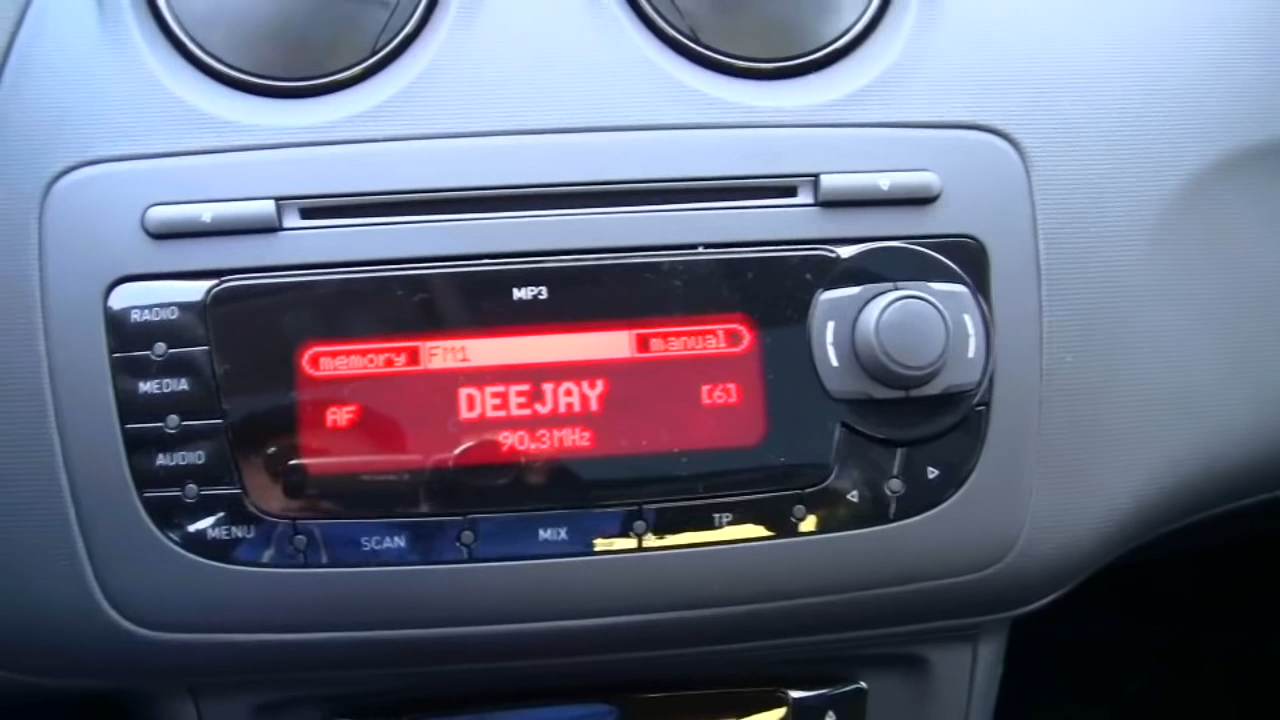 MP3
RADIO
MEDIA
AUDIO
memory FM1 manual
AF DEEJAY [6]
90.3MHz
MENU SCAN MIX TP